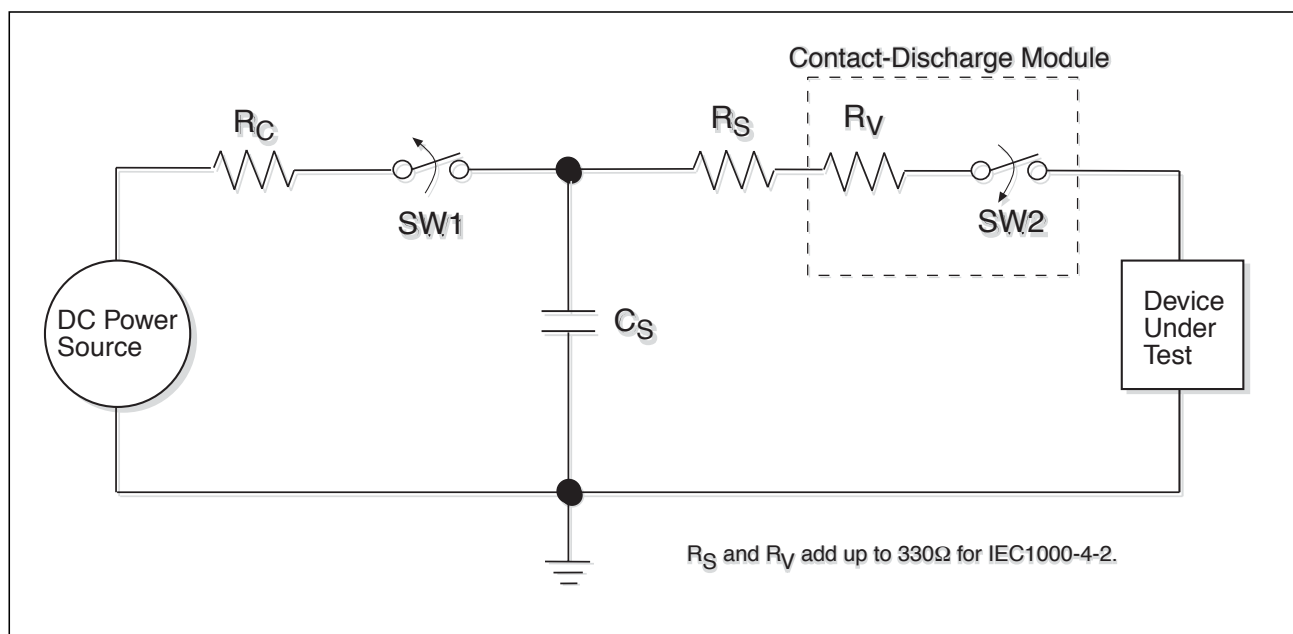 Contact-Discharge Module
RC
RS
RV
SW1
SW2
DC Power
Source
CS
Device
Under
Test
RS and RV add up to 330Ω for IEC1000-4-2.